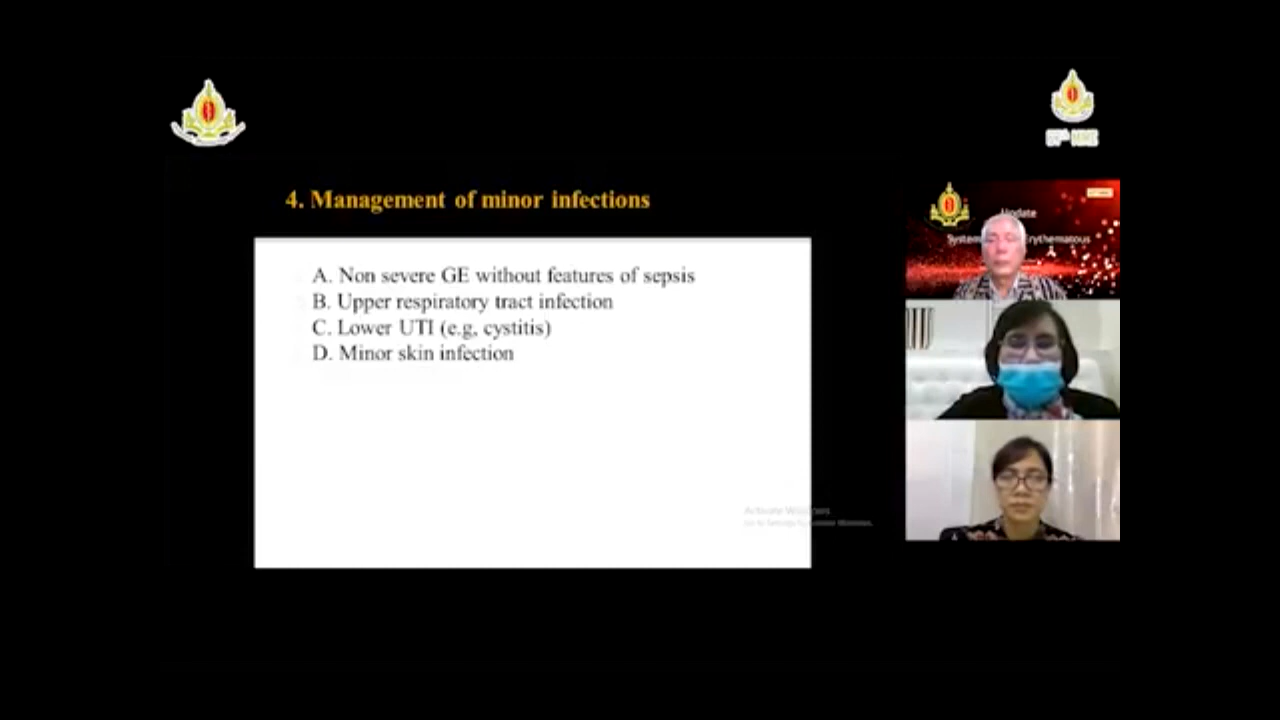 4. Management of minor infections
A. Non severe GE without features of sepsis
B. Upper respiratory tract infection
C. Lower UTI (e.g, cystitis)
D. Minor skin infection
Update
System Erythematous
Activate Windows